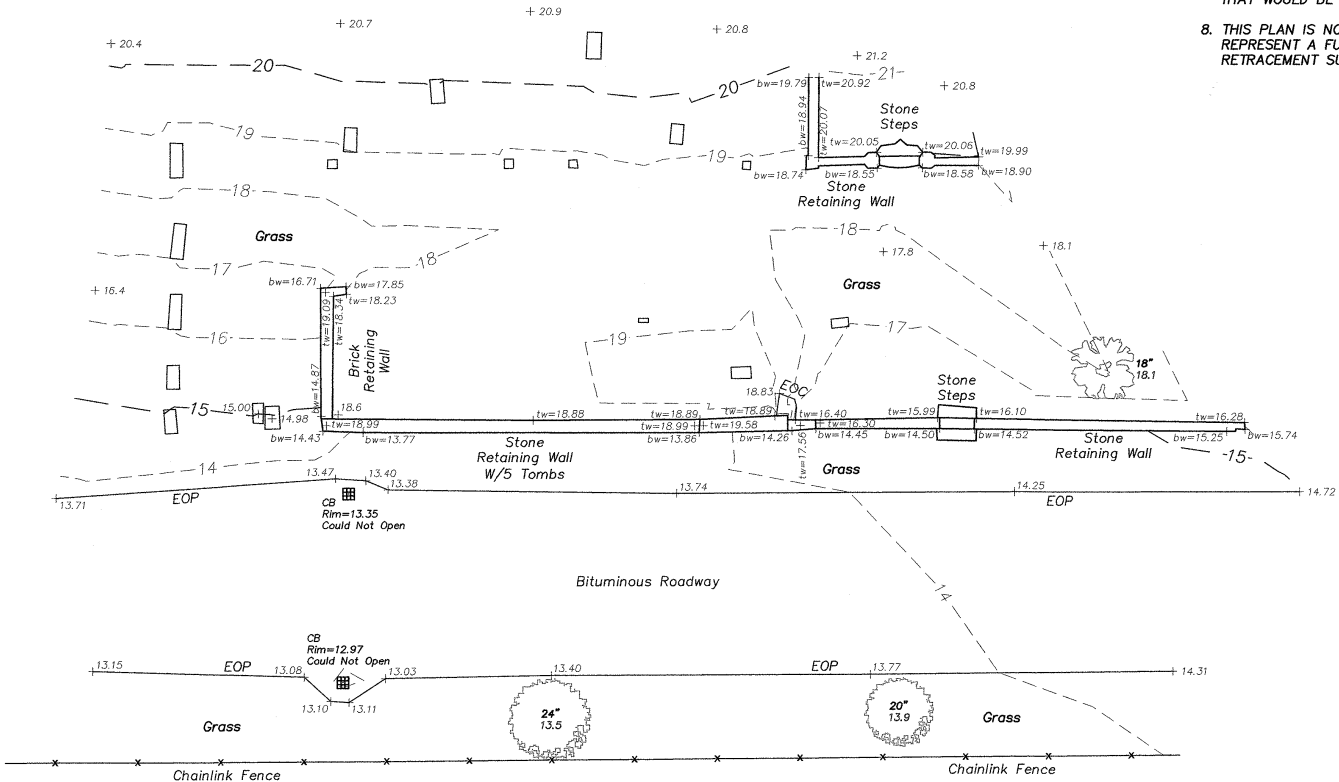 THAT WOULD BE
8. THIS PLAN IS NO
REPRESENT A FU
RETRACEMENT SU
+ 20.4
+ 20.7
+ 20.9
+ 20.8
+ 21.2
+ 20.8
20
20
21
bw=19.79
tw=20.92
bw=18.94
tw=20.07
Stone
Steps
tw=20.05
tw=20.06
tw=19.99
bw=18.74
bw=18.55
bw=18.58
bw=18.90
Stone
Retaining Wall
19
19
18
Grass
17
18
18
+ 17.8
+ 18.1
Grass
+ 16.4
bw=16.71
bw=17.85
tw=18.23
tw=19.09
tw=18.34
Brick
Retaining
Wall
bw=14.87
16
19
17
18"
18.1
15
15.00
14.98
18.6
tw=18.99
tw=18.88
tw=18.89
tw=18.89
18.83
EOC
tw=16.40
tw=15.99
Stone
Steps
tw=16.10
tw=16.28
bw=14.43
bw=13.77
tw=18.99
tw=19.58
bw=13.86
bw=14.26
tw=17.56
tw=16.30
bw=14.45
bw=14.50
bw=14.52
bw=15.25
bw=15.74
Stone
Retaining Wall
W/5 Tombs
Grass
Stone
Retaining Wall
-15-
14
13.71
EOP
13.47
13.40
13.38
13.74
14.25
EOP
14.72
CB
Rim=13.35
Could Not Open
Bituminous Roadway
14
CB
Rim=12.97
Could Not Open
13.15
EOP
13.08
13.03
13.40
EOP
13.77
14.31
13.10
13.11
Grass
24"
13.5
20"
13.9
Grass
Chainlink Fence
Chainlink Fence